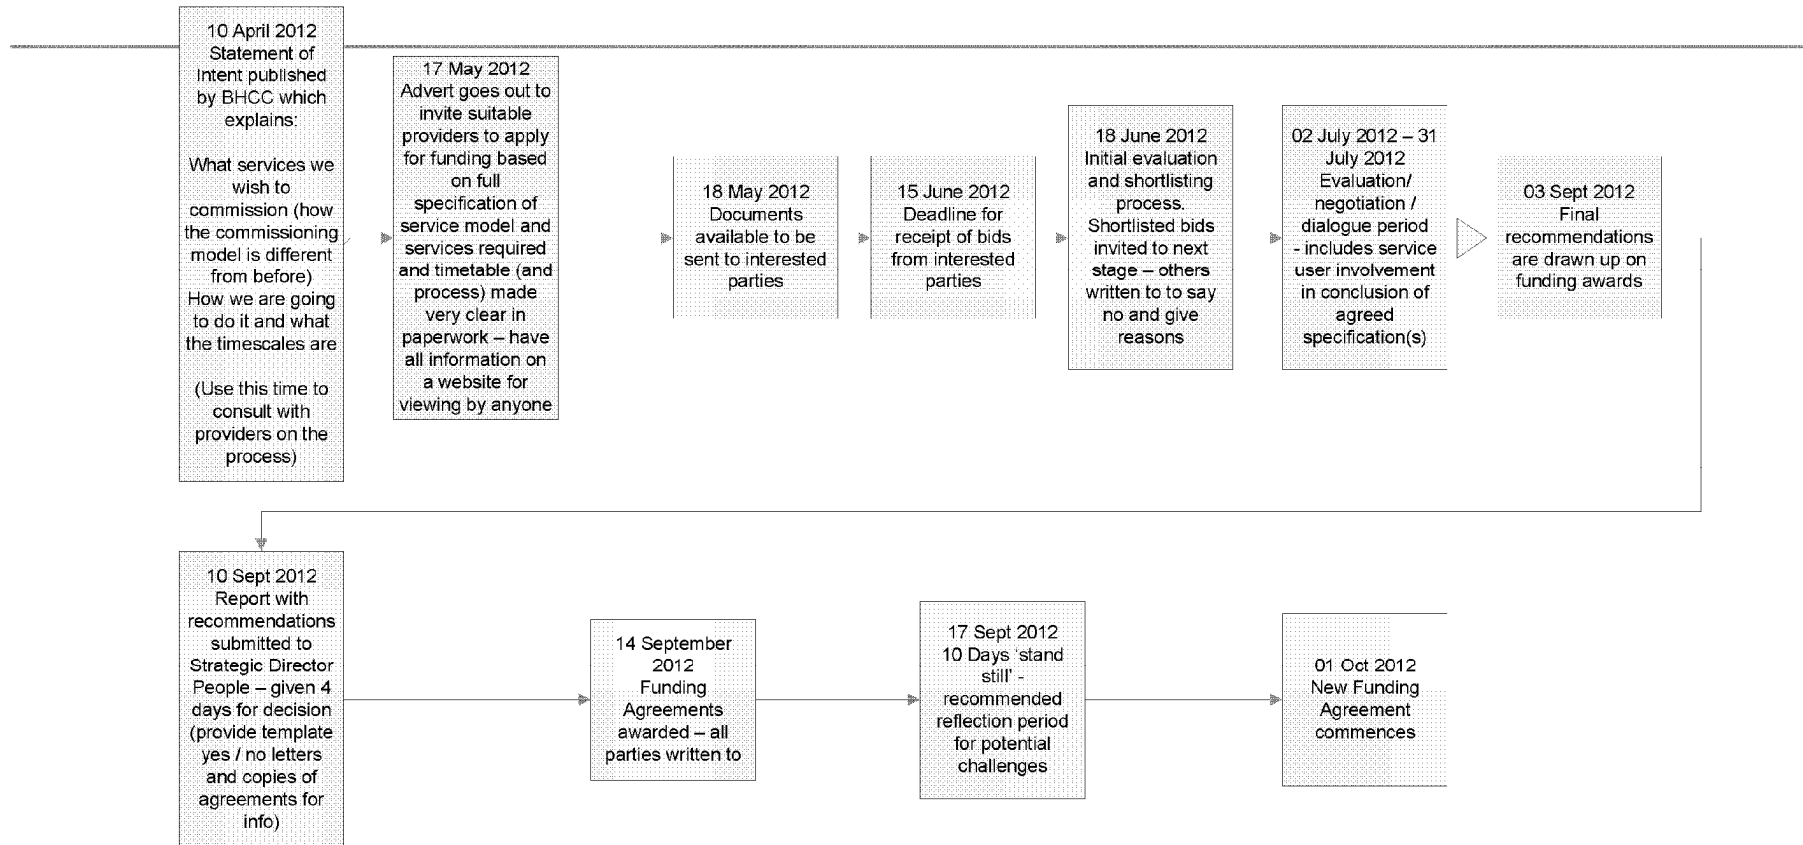 10 April 2012
Statement of
Intent published
by BHCC which
explains:
What services we
wish to
commission (how
the commissioning
model is different
from before)
How we are going
to do it and what
the timescales are
(Use this time to
consult with
providers on the
process)
17 May 2012
Advert goes out to
invite suitable
providers to apply
for funding based
on full
specification of
service model and
services required
and timetable (and
process) made
very clear in
paperwork – have
all information on
a website for
viewing by anyone
18 May 2012
Documents
available to be
sent to interested
parties
15 June 2012
Deadline for
receipt of bids
from interested
parties
18 June 2012
Initial evaluation
and shortlisting
process.
Shortlisted bids
invited to next
stage – others
written to to say
no and give
reasons
02 July 2012 – 31
July 2012
Evaluation/
negotiation /
dialogue period
- includes service
user involvement
in conclusion of
agreed
specification(s)
03 Sept 2012
Final
recommendations
are drawn up on
funding awards
10 Sept 2012
Report with
recommendations
submitted to
Strategic Director
People – given 4
days for decision
(provide template
yes / no letters
and copies of
agreements for
info)
14 September
2012
Funding
Agreements
awarded – all
parties written to
17 Sept 2012
10 Days ‘stand
still’ -
recommended
reflection period
for potential
challenges
01 Oct 2012
New Funding
Agreement
commences